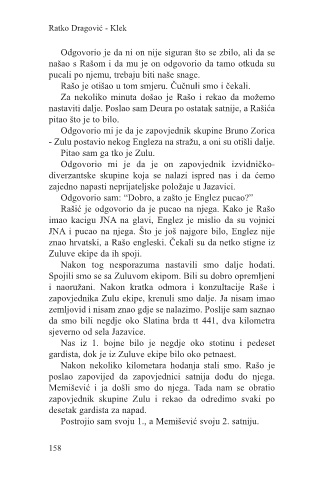 Ratko Dragović - Klek
Odgovorio je da ni on nije siguran što se zbilo, ali da se
našao s Rašom i da mu je on odgovorio da tamo otkuda su
pucali po njemu, trebaju biti naše snage.
Rašo je otišao u tom smjeru. Čučnuli smo i čekali.
Za nekoliko minuta došao je Rašo i rekao da možemo
nastaviti dalje. Poslao sam Deura po ostatak satnije, a Rašića
pitao što je to bilo.
Odgovorio mi je da je zapovjednik skupine Bruno Zorica
- Zulu postavio nekog Engleza na stražu, a oni su otišli dalje.
Pitao sam ga tko je Zulu.
Odgovorio mi je da je on zapovjednik izvidničko-
diverzantske skupine koja se nalazi ispred nas i da ćemo
zajedno napasti neprijateljske položaje u Jazavici.
Odgovorio sam: “Dobro, a zašto je Englez pucao?”
Rašić je odgovorio da je pucao na njega. Kako je Rašo
imao kacigu JNA na glavi, Englez je mislio da su vojnici
JNA i pucao na njega. Što je još najgore bilo, Englez nije
znao hrvatski, a Rašo engleski. Čekali su da netko stigne iz
Zuluve ekipe da ih spoji.
Nakon tog nesporazuma nastavili smo dalje hodati.
Spojili smo se sa Zuluvom ekipom. Bili su dobro opremljeni
i naoružani. Nakon kratka odmora i konzultacije Raše i
zapovjednika Zulu ekipe, krenuli smo dalje. Ja nisam imao
zemljovid i nisam znao gdje se nalazimo. Poslije sam saznao
da smo bili negdje oko Slatina brda tt 441, dva kilometra
sjeverno od sela Jazavice.
Nas iz 1. bojne bilo je negdje oko stotinu i pedeset
gardista, dok je iz Zuluve ekipe bilo oko petnaest.
Nakon nekoliko kilometara hodanja stali smo. Rašo je
poslao zapovijed da zapovjednici satnija dođu do njega.
Memišević i ja došli smo do njega. Tada nam se obratio
zapovjednik skupine Zulu i rekao da odredimo svaki po
desetak gardista za napad.
Postrojio sam svoju 1., a Memišević svoju 2. satniju.
158